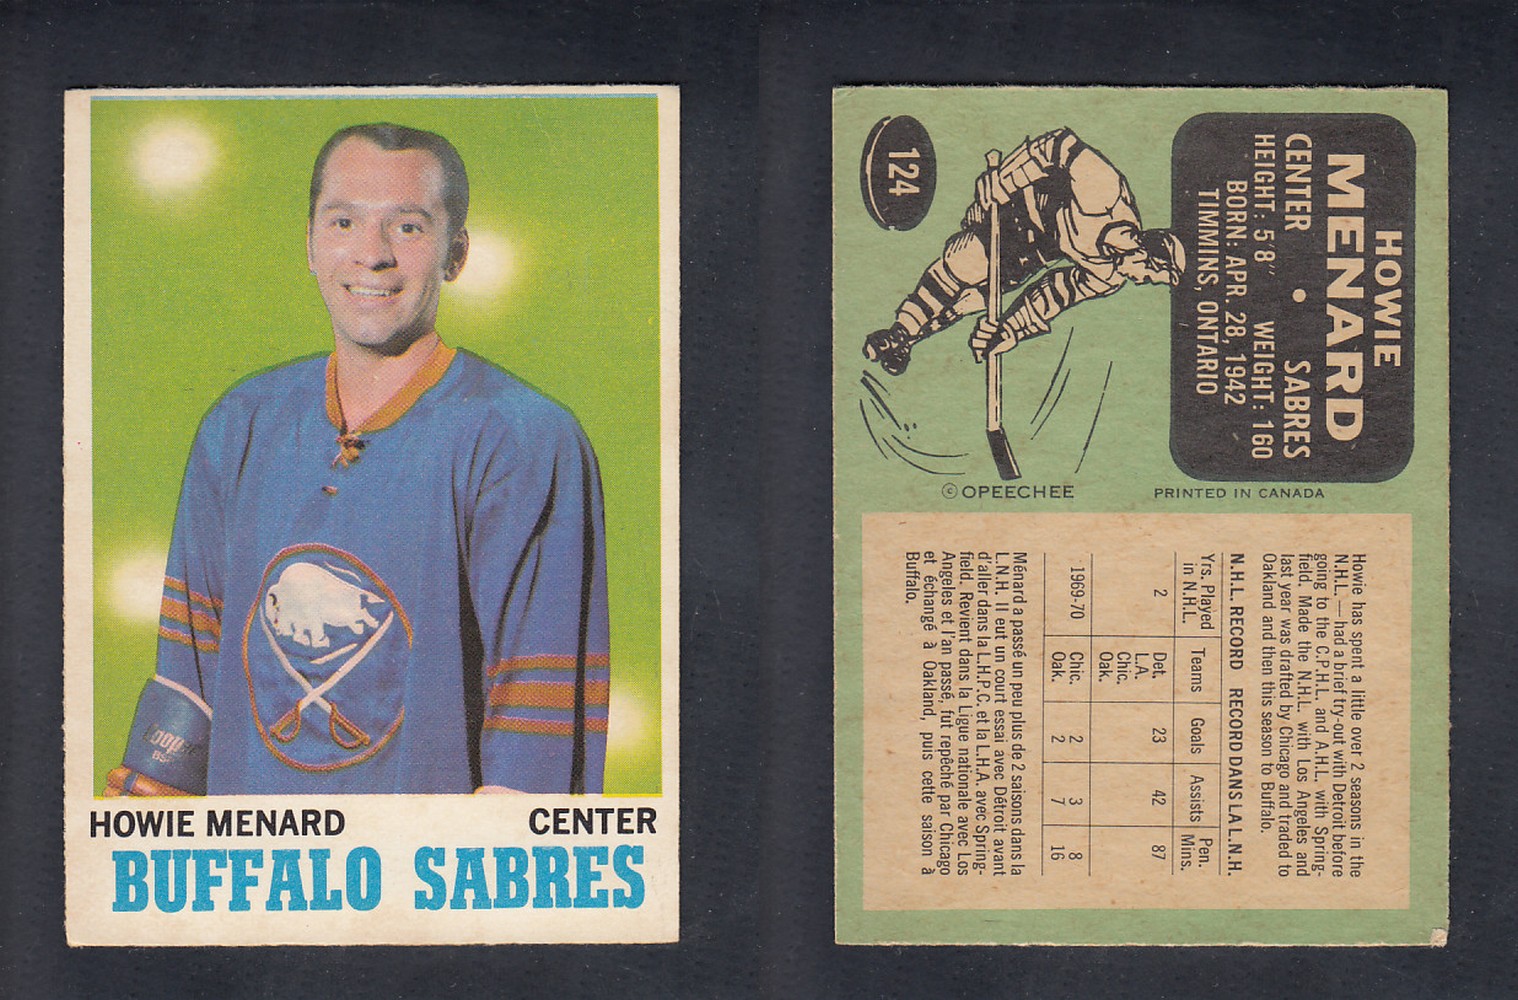 HOWIE MENARD CENTER
BUFFALO SABRES
Cooper
124
HOWIE
MENARD
CENTER • SABRES
HEIGHT: 5'8" WEIGHT: 160
BORN: APR. 28, 1942
TIMMINS, ONTARIO
© OPEECHEE
PRINTED IN CANADA
Howie has spent a little over 2 seasons in the
N.H.L. — had a brief try-out with Detroit before
going to the C.P.H.L. and A.H.L. with Spring-
field. Made the N.H.L. with Los Angeles and
last year was drafted by Chicago and traded to
Oakland and then this season to Buffalo.
N.H.L. RECORD RECORD DANS LA L.N.H.
Yrs. Played in N.H.L. Teams Goals Assists Pen. Mins.
2 Det. 23 42 87
L.A.
Chic.
Oak.
1969-70 Chic. 2 3 8
Oak. 2 7 16
Ménard a passé un peu plus de 2 saisons dans la
L.N.H. Il eut un court essai avec Détroit avant
d'aller dans la L.H.P.C. et la L.H.A. avec Spring-
field. Revient dans la Ligue nationale avec Los
Angeles et l'an passé, fut repêché par Chicago
et échangé à Oakland, puis cette saison à
Buffalo.